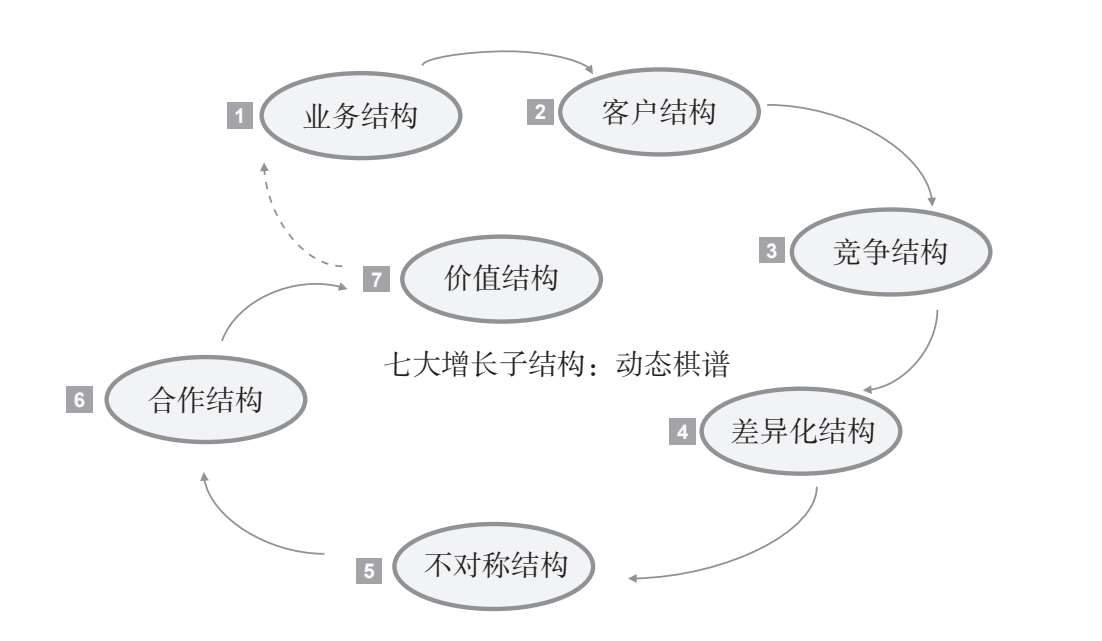 1 业务结构
2 客户结构
3 竞争结构
7 价值结构
七大增长子结构：动态棋谱
6 合作结构
4 差异化结构
5 不对称结构